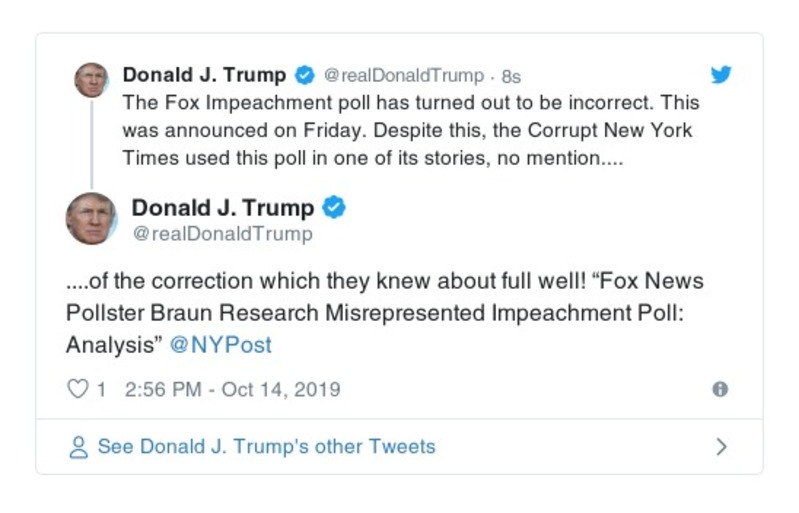 Donald J. Trump @realDonaldTrump · 8s
The Fox Impeachment poll has turned out to be incorrect. This
was announced on Friday. Despite this, the Corrupt New York
Times used this poll in one of its stories, no mention....
Donald J. Trump
@realDonaldTrump
....of the correction which they knew about full well! “Fox News
Pollster Braun Research Misrepresented Impeachment Poll:
Analysis” @NYPost
1 2:56 PM - Oct 14, 2019
See Donald J. Trump's other Tweets